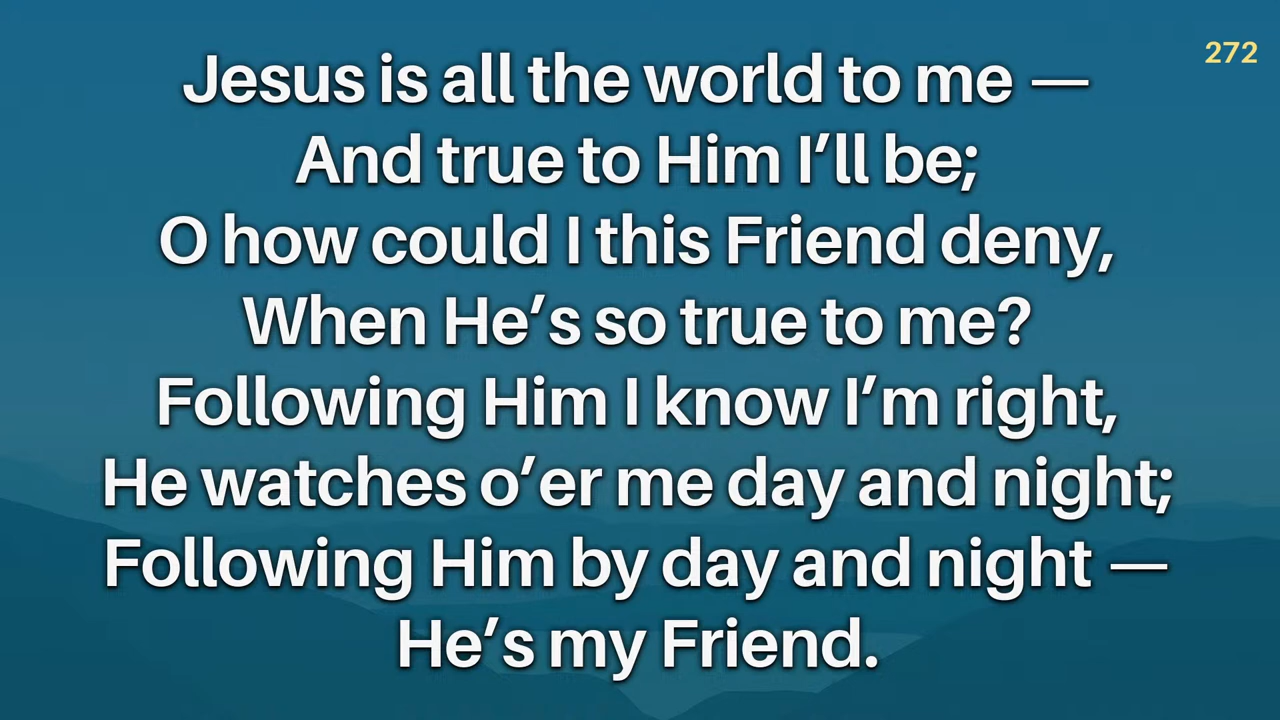 Jesus is all the world to me —
272
And true to Him I’ll be;
O how could I this Friend deny,
When He’s so true to me?
Following Him I know I’m right,
He watches o’er me day and night;
Following Him by day and night —
He’s my Friend.